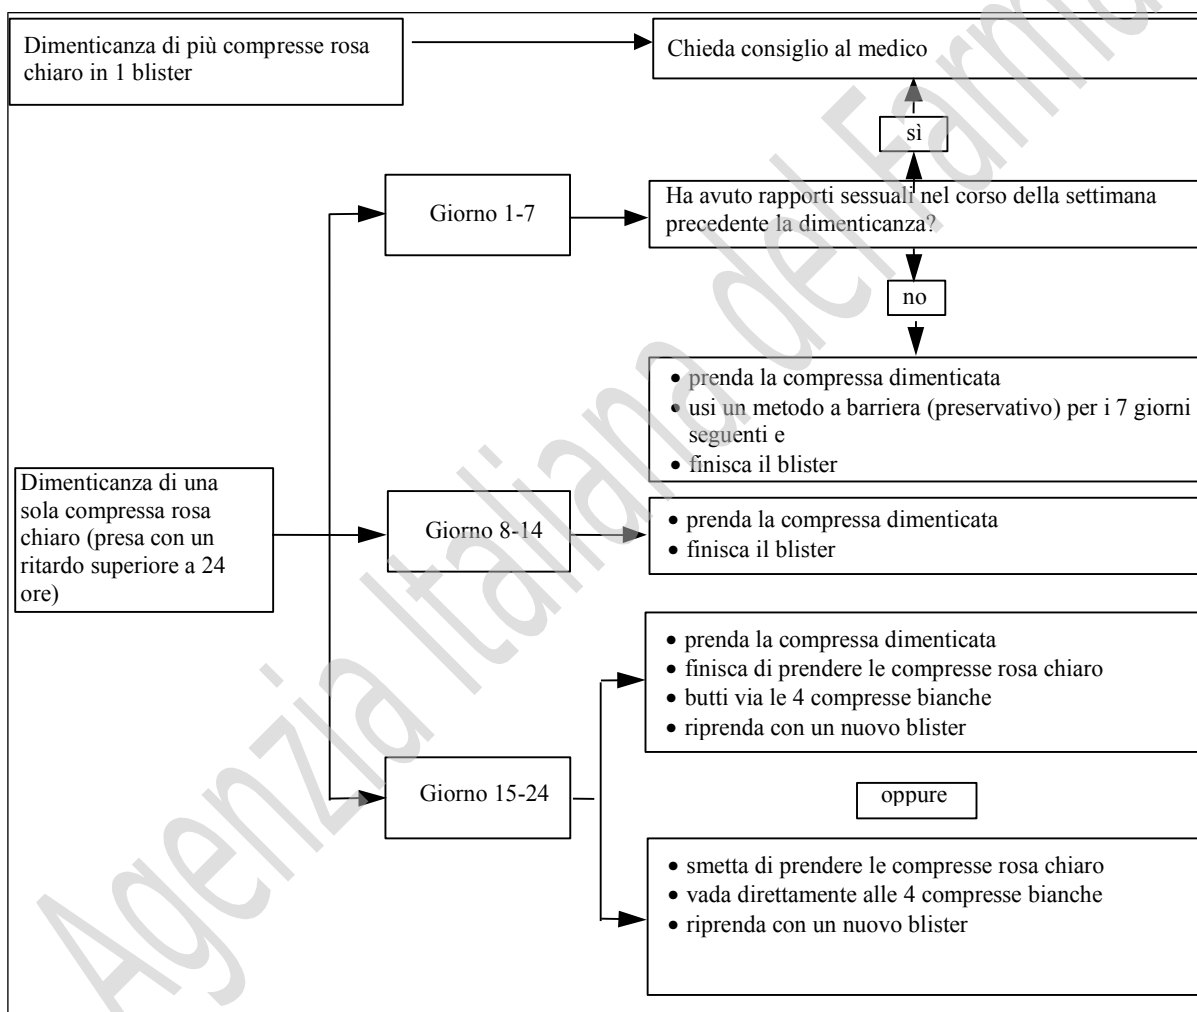 Dimenticanza di più compresse rosa
chiaro in 1 blister
Chieda consiglio al medico
sì
Giorno 1-7
Ha avuto rapporti sessuali nel corso della settimana
precedente la dimenticanza?
no
• prenda la compressa dimenticata
• usi un metodo a barriera (preservativo) per i 7 giorni
seguenti e
• finisca il blister
Dimenticanza di una
sola compressa rosa
chiaro (presa con un
ritardo superiore a 24
ore)
Giorno 8-14
• prenda la compressa dimenticata
• finisca il blister
• prenda la compressa dimenticata
• finisca di prendere le compresse rosa chiaro
• butti via le 4 compresse bianche
• riprenda con un nuovo blister
Giorno 15-24
oppure
• smetta di prendere le compresse rosa chiaro
• vada direttamente alle 4 compresse bianche
• riprenda con un nuovo blister
Agenzia Italiana del Farma